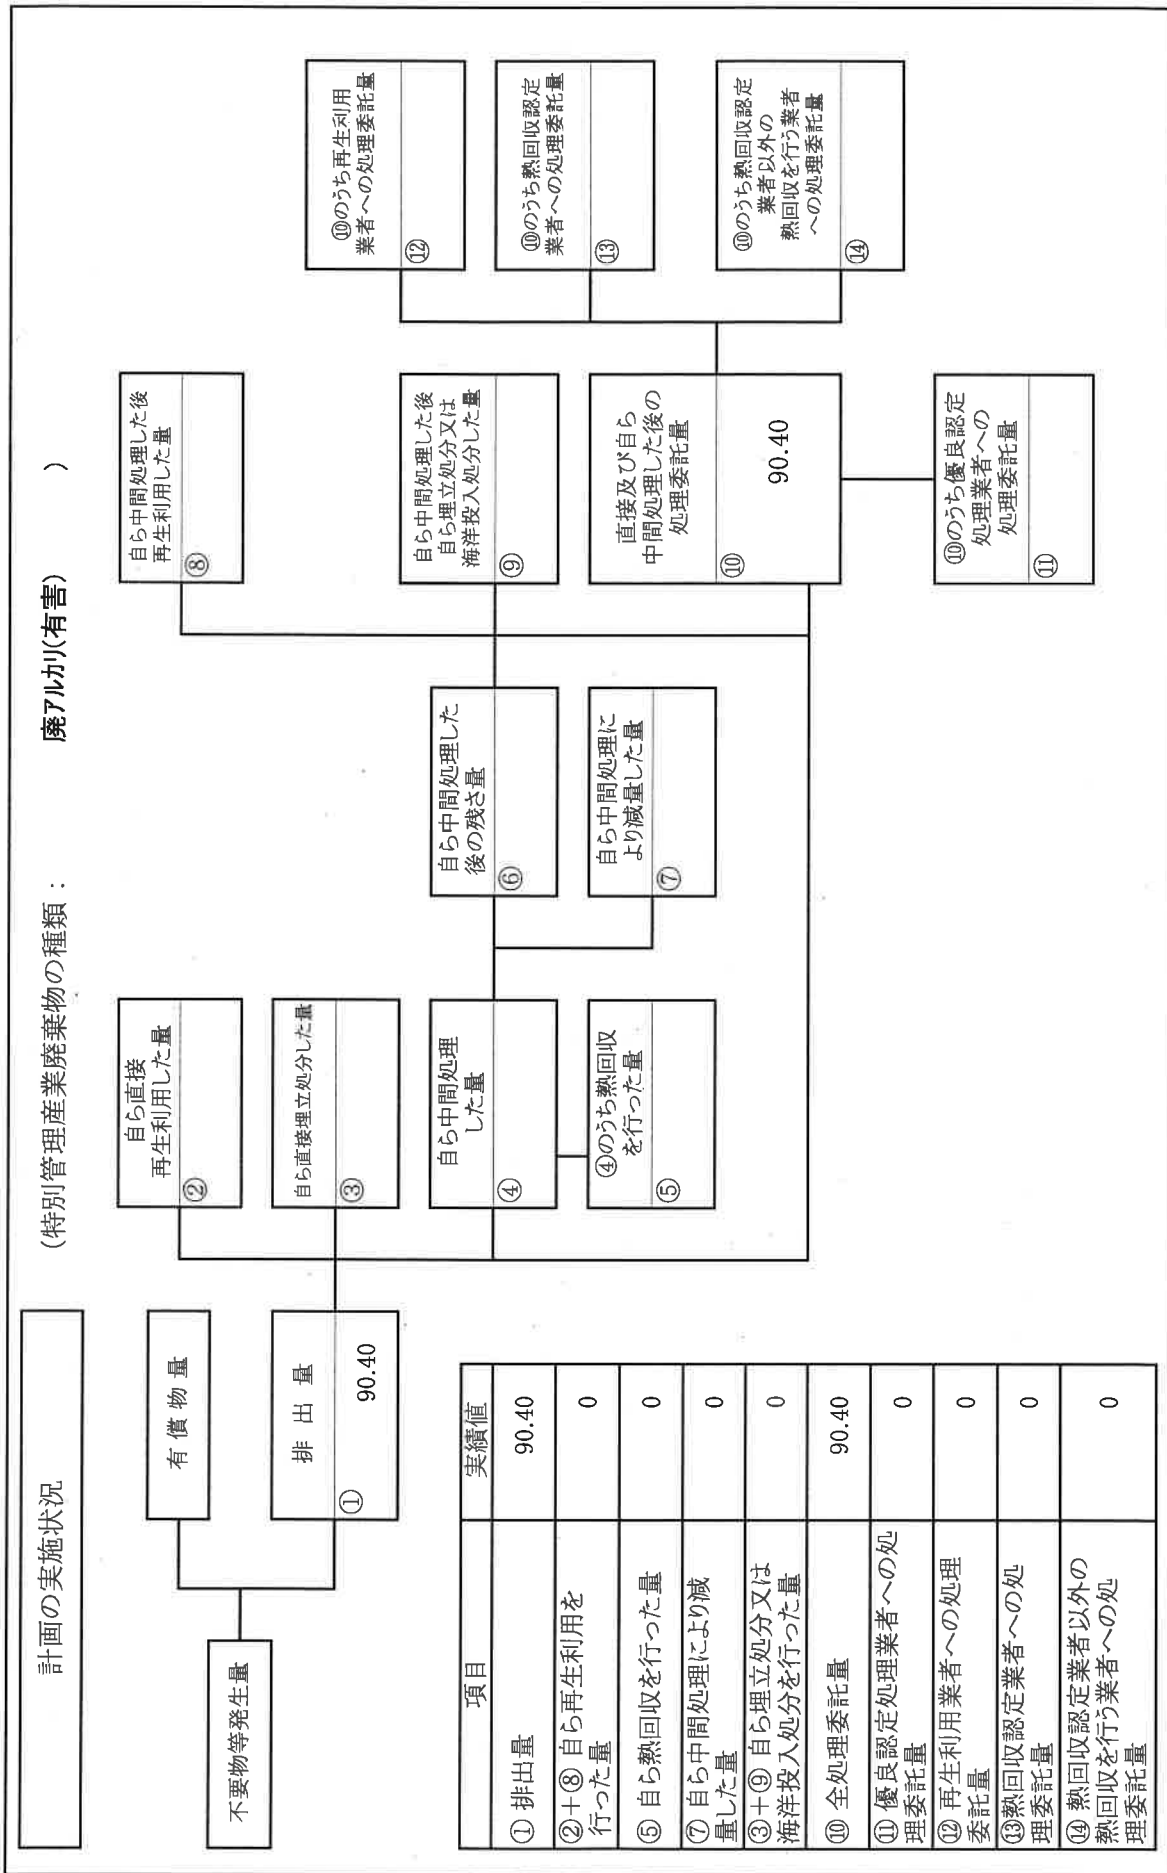 計画の実施状況
(特別管理産業廃棄物の種類： 廃アルカリ(有害) )
不要物等発生量
有償物量
排出量
①
90.40
自ら直接
再生利用した量
②
自ら直接埋立処分した量
③
自ら中間処理
した量
④
④のうち熱回収
を行った量
⑤
自ら中間処理した
後の残さ量
⑥
自ら中間処理に
より減量した量
⑦
自ら中間処理した後
再生利用した量
⑧
自ら中間処理した後
自ら埋立処分又は
海洋投入処分した量
⑨
直接及び自ら
中間処理した後の
処理委託量
⑩
90.40
⑩のうち優良認定
処理業者への
処理委託量
⑪
⑩のうち再生利用
業者への処理委託量
⑫
⑩のうち熱回収認定
業者への処理委託量
⑬
⑩のうち熱回収認定
業者以外の
熱回収を行う業者
への処理委託量
⑭
項目 実績値
① 排出量 90.40
②＋⑧ 自ら再生利用を
行った量 0
⑤ 自ら熱回収を行った量 0
⑦ 自ら中間処理により減
量した量 0
③＋⑨ 自ら埋立処分又は
海洋投入処分を行った量 0
⑩ 全処理委託量 90.40
⑪ 優良認定処理業者への処
理委託量 0
⑫ 再生利用業者への処理
委託量 0
⑬熱回収認定業者への処
理委託量 0
⑭ 熱回収認定業者以外の
熱回収を行う業者への処
理委託量 0